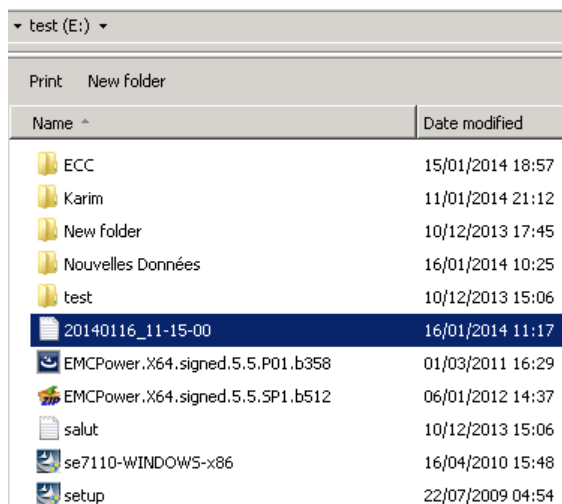 test (E:)
Print New folder
Name Date modified
ECC 15/01/2014 18:57
Karim 11/01/2014 21:12
New folder 10/12/2013 17:45
Nouvelles Données 16/01/2014 10:25
test 10/12/2013 15:06
20140116_11-15-00 16/01/2014 11:17
EMCPower.X64.signed.5.5.P01.b358 01/03/2011 16:29
EMCPower.X64.signed.5.5.SP1.b512 06/01/2012 14:37
salut 10/12/2013 15:06
se7110-WINDOWS-x86 16/04/2010 15:48
setup 22/07/2009 04:54